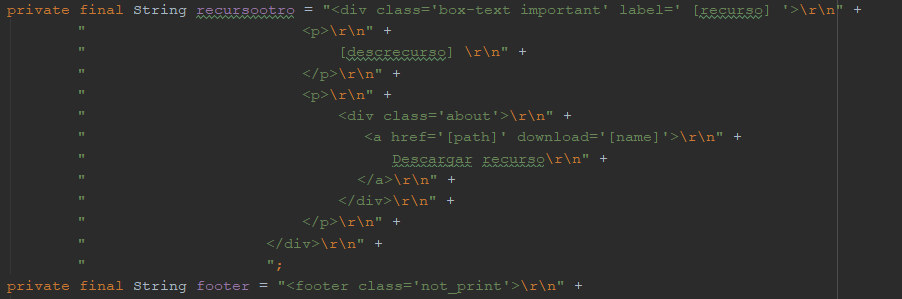 private final String recursootro = "<div class='box-text important' label=' [recurso] '>\r\n" +
" <p>\r\n" +
" [descrecurso] \r\n" +
" </p>\r\n" +
" <p>\r\n" +
" <div class='about'>\r\n" +
" <a href='[path]' download='[name]'>\r\n" +
" Descargar recurso\r\n" +
" </a>\r\n" +
" </div>\r\n" +
" </p>\r\n" +
" </div>\r\n" +
" ";
private final String footer = "<footer class='not_print'>\r\n" +